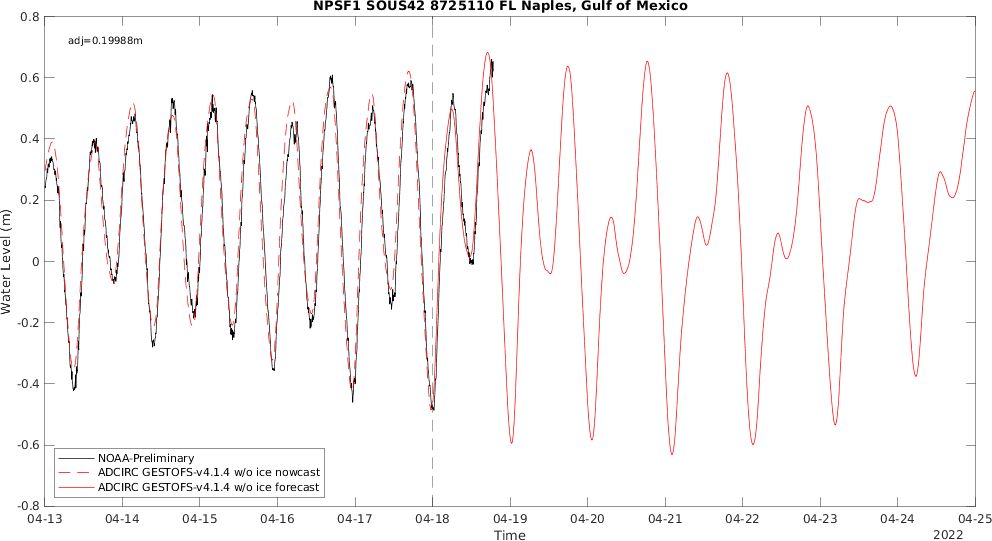 NPSF1 SOUS42 8725110 FL Naples, Gulf of Mexico
adj=0.19988m
0.8
0.6
0.4
0.2
0
-0.2
-0.4
-0.6
-0.8
Water Level (m)
NOAA-Preliminary
ADCIRC GESTOFS-v4.1.4 w/o ice nowcast
ADCIRC GESTOFS-v4.1.4 w/o ice forecast
04-13 04-14 04-15 04-16 04-17 04-18 04-19 04-20 04-21 04-22 04-23 04-24 04-25
Time
2022